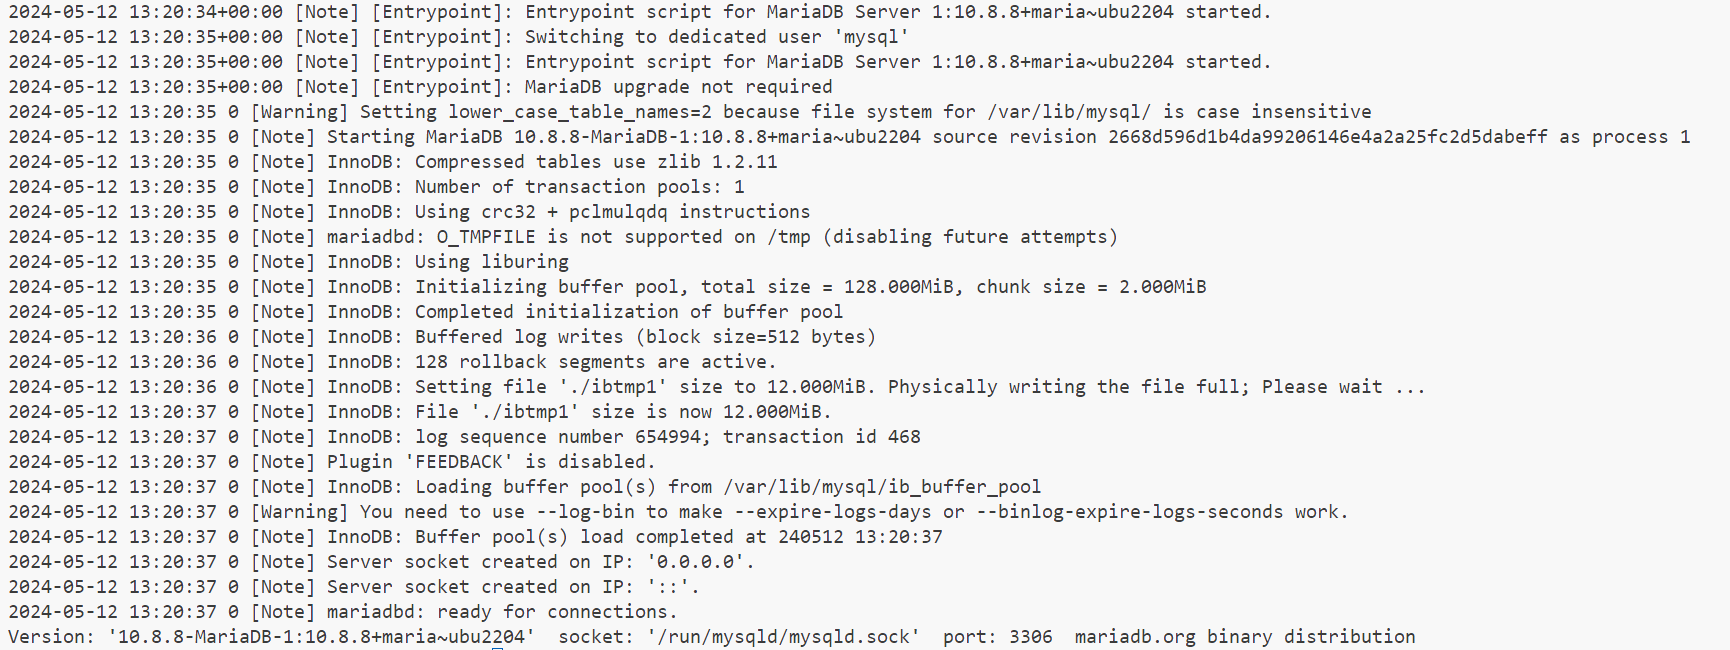 2024-05-12 13:20:34+00:00 [Note] [Entrypoint]: Entrypoint script for MariaDB Server 1:10.8.8+maria~ubu2204 started.
2024-05-12 13:20:35+00:00 [Note] [Entrypoint]: Switching to dedicated user 'mysql'
2024-05-12 13:20:35+00:00 [Note] [Entrypoint]: Entrypoint script for MariaDB Server 1:10.8.8+maria~ubu2204 started.
2024-05-12 13:20:35+00:00 [Note] [Entrypoint]: MariaDB upgrade not required
2024-05-12 13:20:35 0 [Warning] Setting lower_case_table_names=2 because file system for /var/lib/mysql/ is case insensitive
2024-05-12 13:20:35 0 [Note] Starting MariaDB 10.8.8-MariaDB-1:10.8.8+maria~ubu2204 source revision 2668d596d1b4da99206146e4a2a25fc2d5dabeff as process 1
2024-05-12 13:20:35 0 [Note] InnoDB: Compressed tables use zlib 1.2.11
2024-05-12 13:20:35 0 [Note] InnoDB: Number of transaction pools: 1
2024-05-12 13:20:35 0 [Note] InnoDB: Using crc32 + pclmulqdq instructions
2024-05-12 13:20:35 0 [Note] mariadbd: O_TMPFILE is not supported on /tmp (disabling future attempts)
2024-05-12 13:20:35 0 [Note] InnoDB: Using liburing
2024-05-12 13:20:35 0 [Note] InnoDB: Initializing buffer pool, total size = 128.000MiB, chunk size = 2.000MiB
2024-05-12 13:20:35 0 [Note] InnoDB: Completed initialization of buffer pool
2024-05-12 13:20:36 0 [Note] InnoDB: Buffered log writes (block size=512 bytes)
2024-05-12 13:20:36 0 [Note] InnoDB: 128 rollback segments are active.
2024-05-12 13:20:36 0 [Note] InnoDB: Setting file './ibtmp1' size to 12.000MiB. Physically writing the file full; Please wait ...
2024-05-12 13:20:37 0 [Note] InnoDB: File './ibtmp1' size is now 12.000MiB.
2024-05-12 13:20:37 0 [Note] InnoDB: log sequence number 654994; transaction id 468
2024-05-12 13:20:37 0 [Note] Plugin 'FEEDBACK' is disabled.
2024-05-12 13:20:37 0 [Note] InnoDB: Loading buffer pool(s) from /var/lib/mysql/ib_buffer_pool
2024-05-12 13:20:37 0 [Warning] You need to use --log-bin to make --expire-logs-days or --binlog-expire-logs-seconds work.
2024-05-12 13:20:37 0 [Note] InnoDB: Buffer pool(s) load completed at 240512 13:20:37
2024-05-12 13:20:37 0 [Note] Server socket created on IP: '0.0.0.0'.
2024-05-12 13:20:37 0 [Note] Server socket created on IP: '::'.
2024-05-12 13:20:37 0 [Note] mariadbd: ready for connections.
Version: '10.8.8-MariaDB-1:10.8.8+maria~ubu2204'  socket: '/run/mysqld/mysqld.sock'  port: 3306  mariadb.org binary distribution